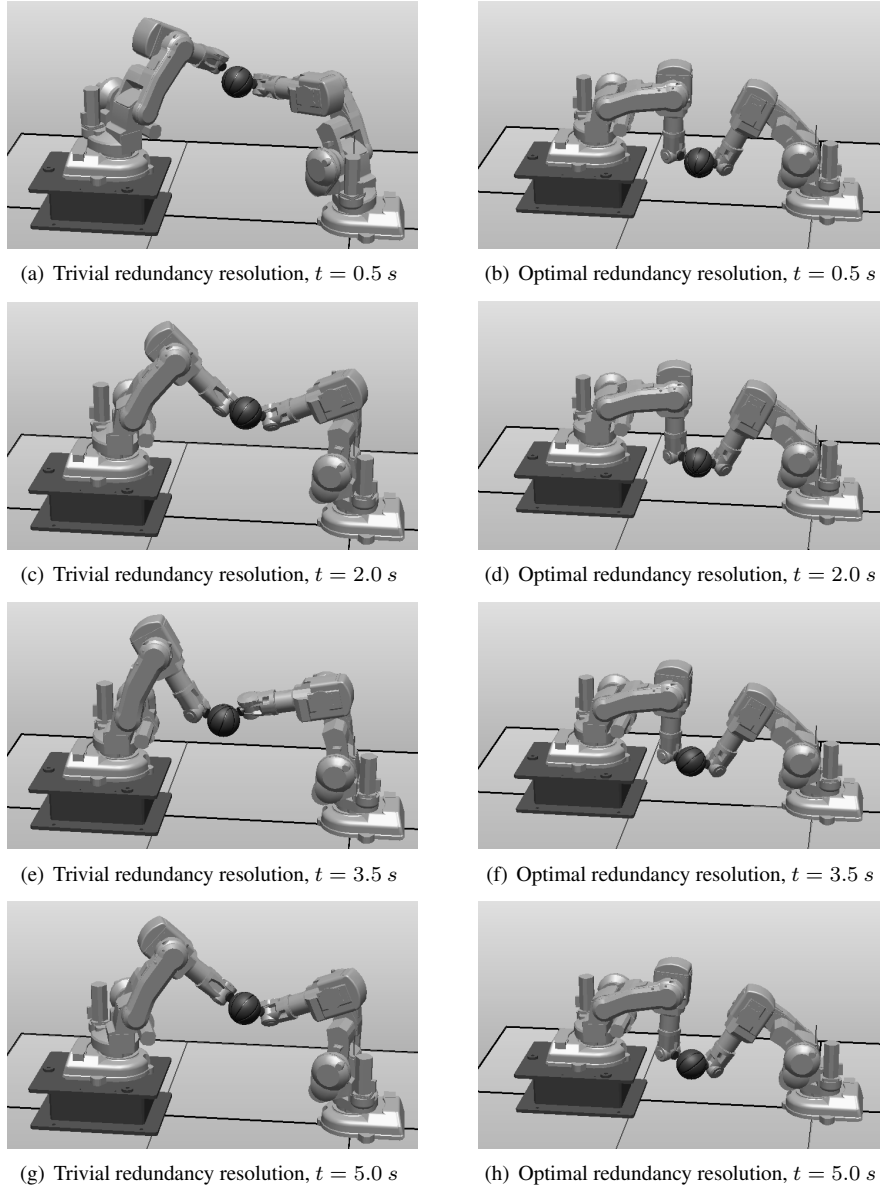 (a) Trivial redundancy resolution, t = 0.5 s
(b) Optimal redundancy resolution, t = 0.5 s
(c) Trivial redundancy resolution, t = 2.0 s
(d) Optimal redundancy resolution, t = 2.0 s
(e) Trivial redundancy resolution, t = 3.5 s
(f) Optimal redundancy resolution, t = 3.5 s
(g) Trivial redundancy resolution, t = 5.0 s
(h) Optimal redundancy resolution, t = 5.0 s